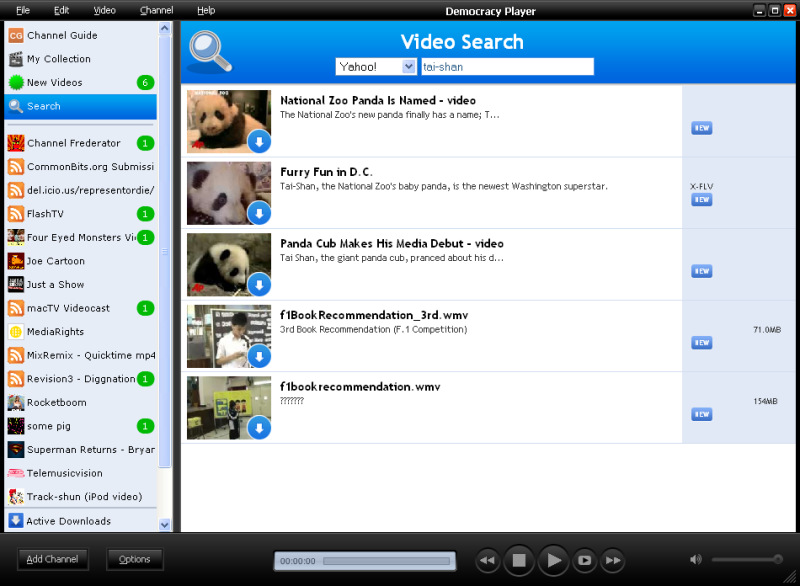 File Edit Video Channel Help Democracy Player
CG Channel Guide
My Collection
New Videos 6
Search
Channel Frederator 1
CommonBits.org Submissi
del.icio.us/representordie/
FlashTV 1
Four Eyed Monsters Vi 1
Joe Cartoon
Just a Show
macTV Videocast 1
MediaRights
MixRemix - Quicktime mp4
Revision3 - Diggnation 1
Rocketboom
some pig 1
Superman Returns - Bryar
Telemusicvision
Track-shun (iPod video)
Active Downloads
Video Search
Yahoo! tai-shan
National Zoo Panda Is Named - video
The National Zoo's new panda finally has a name; T...
NEW
Furry Fun in D.C.
Tai-Shan, the National Zoo's baby panda, is the newest Washington superstar.
X-FLV
NEW
Panda Cub Makes His Media Debut - video
Tai Shan, the giant panda cub, pranced about his d...
NEW
f1BookRecommendation_3rd.wmv
3rd Book Recommendation (F.1 Competition)
71.0MB
NEW
f1bookrecommendation.wmv
???????
154MB
NEW
Add Channel Options 00:00:00